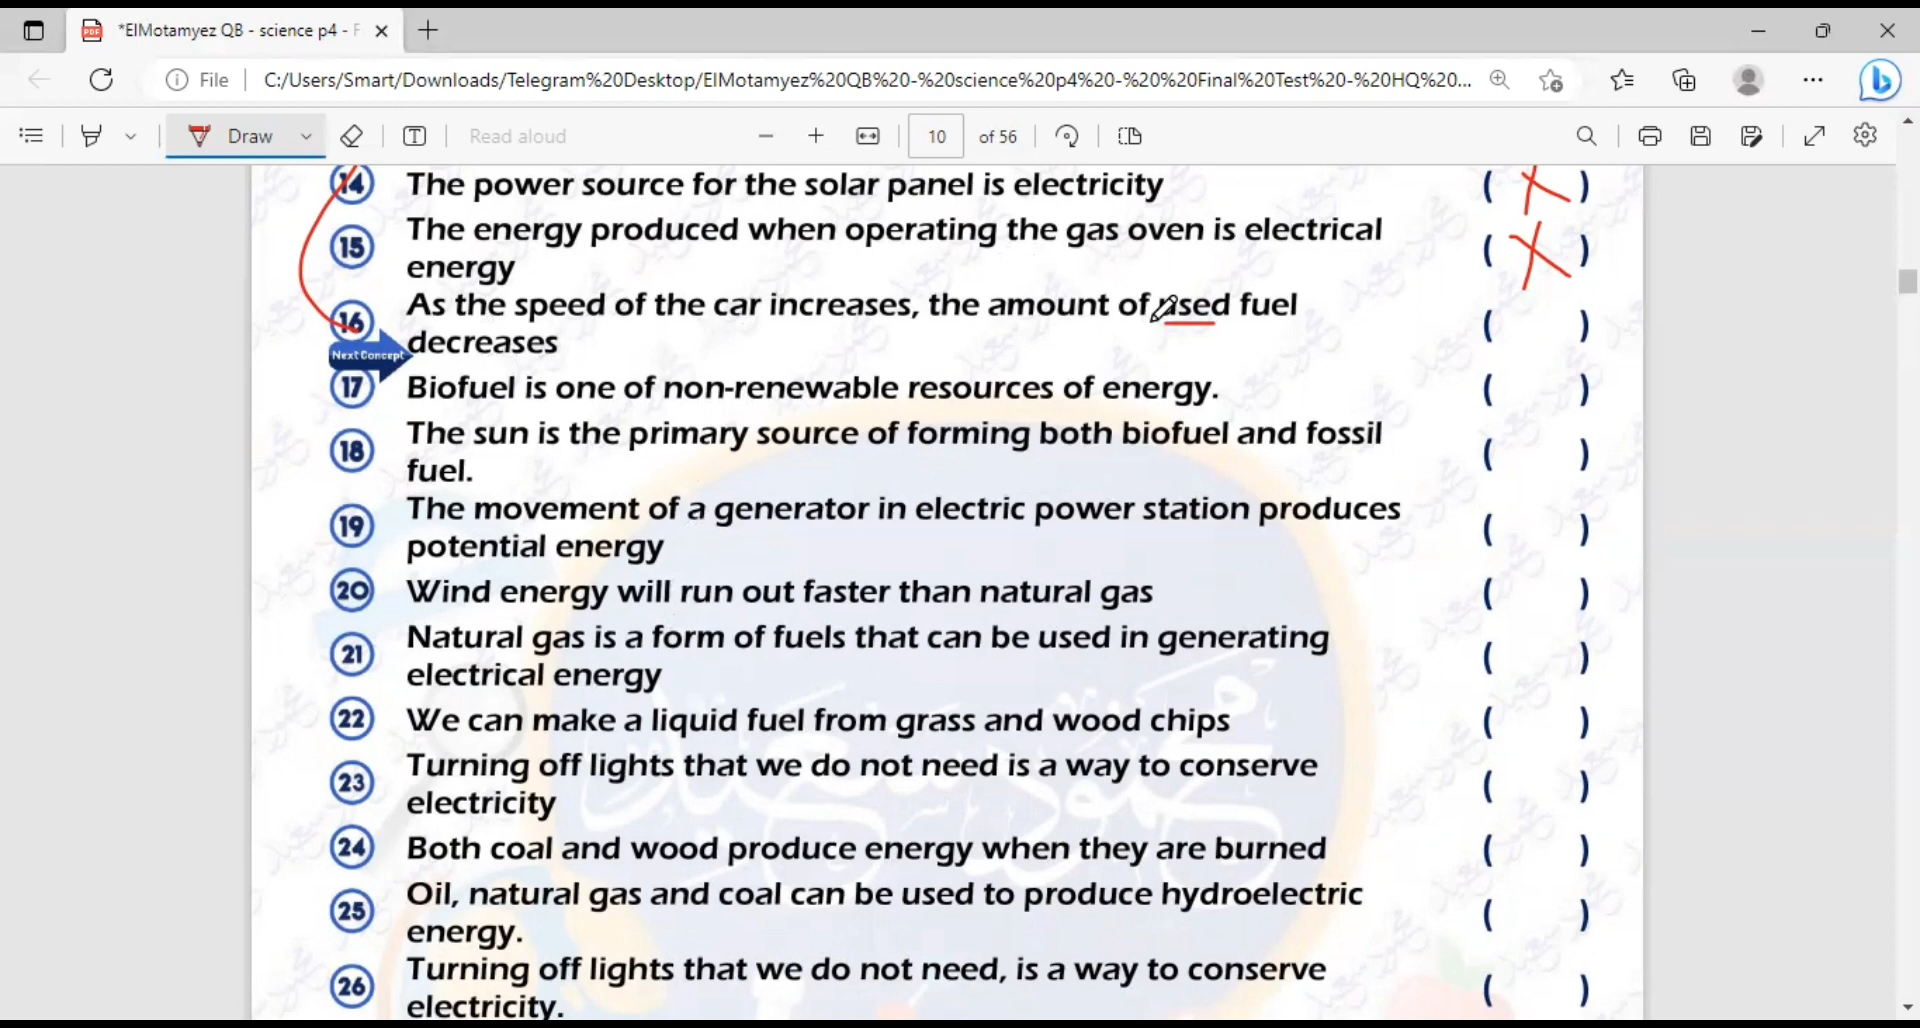 *ElMotamyez QB - science p4 - F
File
C:/Users/Smart/Downloads/Telegram%20Desktop/ElMotamyez%20QB%20-%20science%20p4%20-%20%20Final%20Test%20-%20HQ%20...
Draw
Read aloud
10 of 56
14 The power source for the solar panel is electricity ( X )
15 The energy produced when operating the gas oven is electrical ( X )
energy
16 As the speed of the car increases, the amount of used fuel ( )
decreases
Next Concept
17 Biofuel is one of non-renewable resources of energy. ( )
18 The sun is the primary source of forming both biofuel and fossil ( )
fuel.
19 The movement of a generator in electric power station produces ( )
potential energy
20 Wind energy will run out faster than natural gas ( )
21 Natural gas is a form of fuels that can be used in generating ( )
electrical energy
22 We can make a liquid fuel from grass and wood chips ( )
23 Turning off lights that we do not need is a way to conserve ( )
electricity
24 Both coal and wood produce energy when they are burned ( )
25 Oil, natural gas and coal can be used to produce hydroelectric ( )
energy.
26 Turning off lights that we do not need, is a way to conserve ( )
electricity.
محمود سعيد